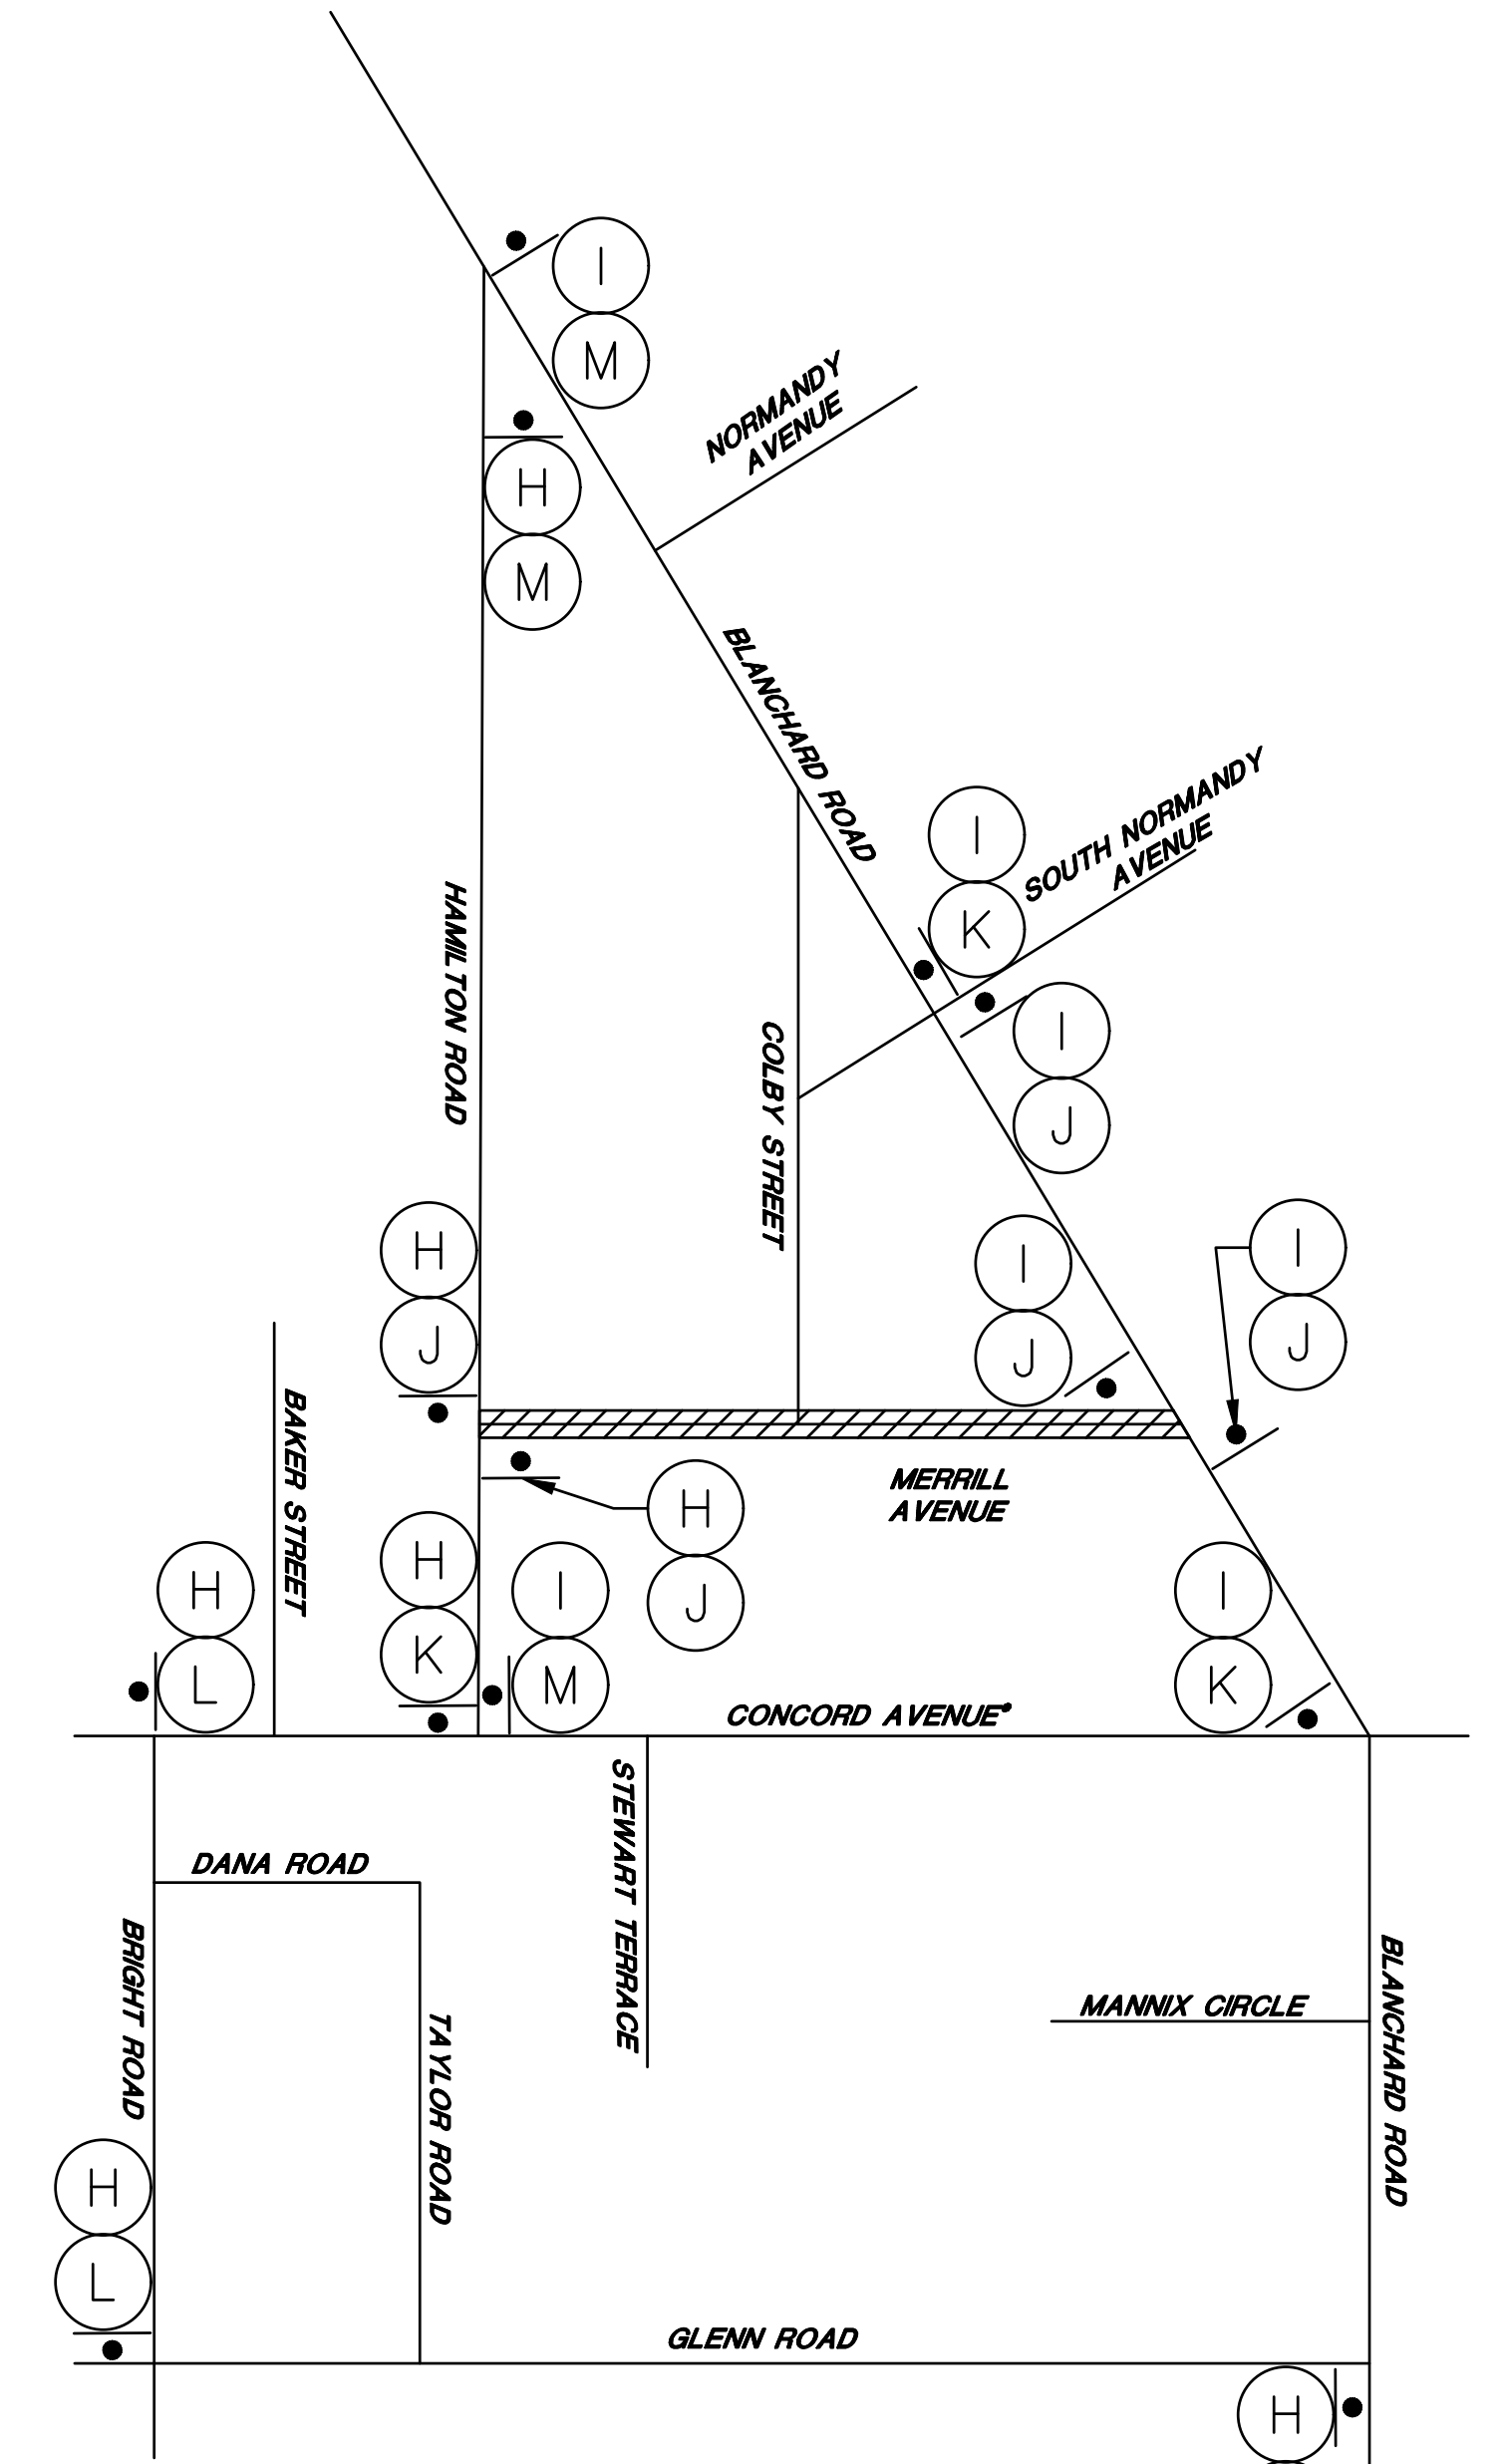 I
M
NORMANDY
AVENUE
H
M
BLANCHARD ROAD
I
K
SOUTH NORMANDY
AVENUE
HAMILTON ROAD
I
J
COLBY STREET
H
J
I
J
I
J
BAKER STREET
MERRILL
AVENUE
H
J
H
L
H
K
I
M
I
K
CONCORD AVENUE
STEWART TERRACE
DANA ROAD
BRIGHT ROAD
TAYLOR ROAD
MANNIX CIRCLE
BLANCHARD ROAD
H
L
GLENN ROAD
H